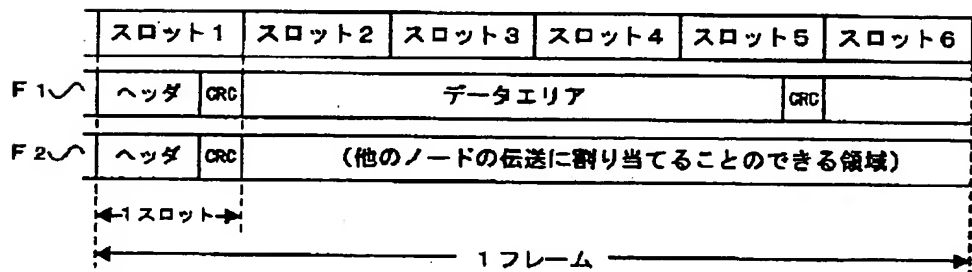 スロット1 スロット2 スロット3 スロット4 スロット5 スロット6
F1 ヘッダ CRC データエリア CRC
F2 ヘッダ CRC (他のノードの伝送に割り当てることのできる領域)
1スロット
1フレーム